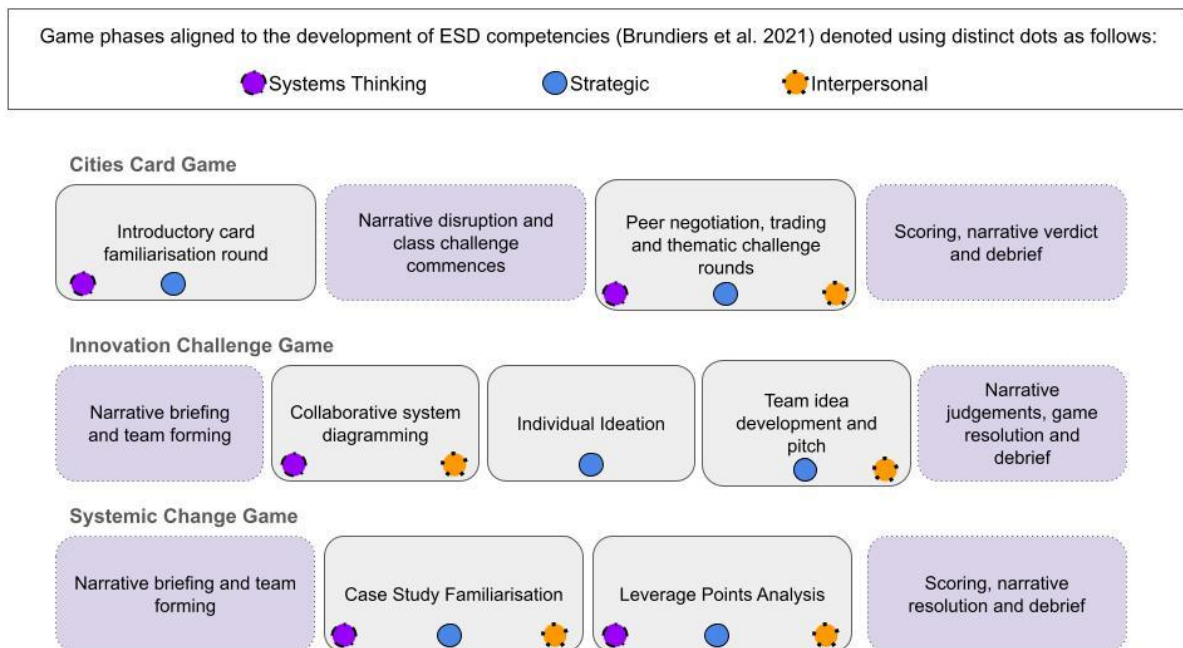 Game phases aligned to the development of ESD competencies (Brundiers et al. 2021) denoted using distinct dots as follows:
Systems Thinking
Strategic
Interpersonal
Cities Card Game
Introductory card
familiarisation round
Narrative disruption and
class challenge
commences
Peer negotiation, trading
and thematic challenge
rounds
Scoring, narrative verdict
and debrief
Innovation Challenge Game
Narrative briefing
and team forming
Collaborative system
diagramming
Individual Ideation
Team idea
development and
pitch
Narrative
judgements, game
resolution and
debrief
Systemic Change Game
Narrative briefing and team
forming
Case Study Familiarisation
Leverage Points Analysis
Scoring, narrative
resolution and debrief